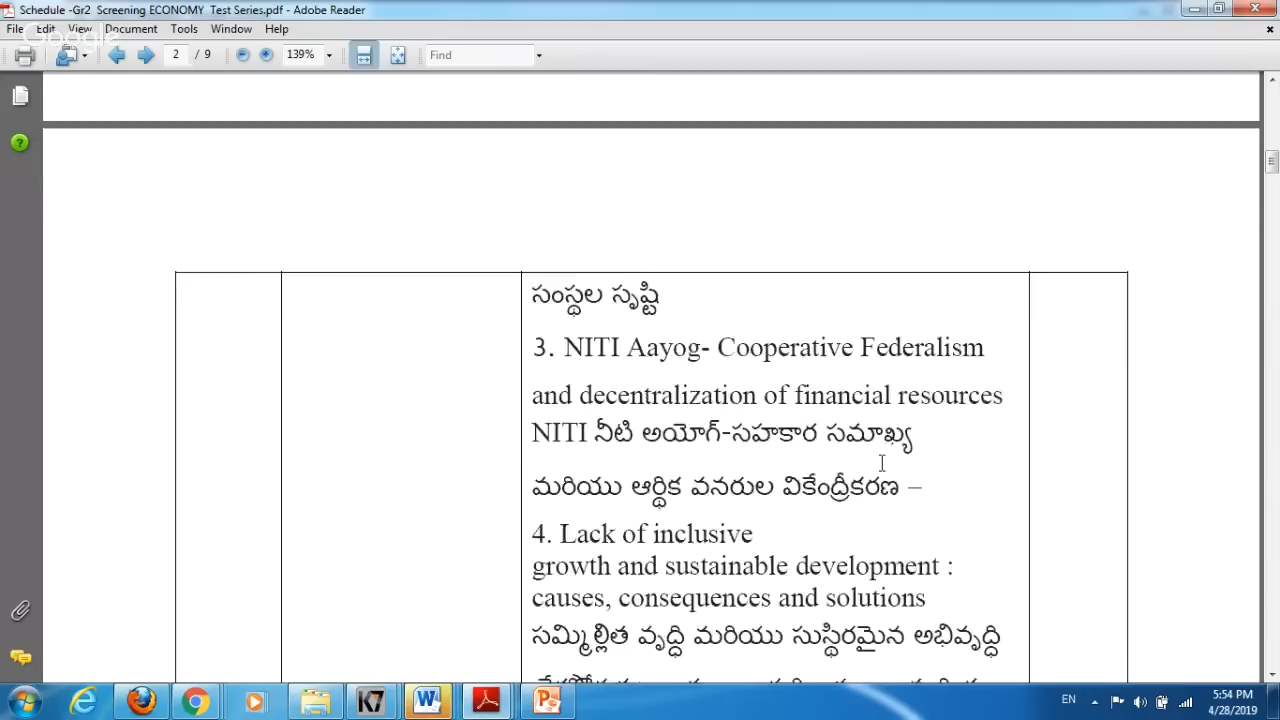 Schedule -Gr2 Screening ECONOMY Test Series.pdf - Adobe Reader
File Edit View Document Tools Window Help
Google
2 / 9 139% Find
సంస్థల సృష్టి
3. NITI Aayog- Cooperative Federalism
and decentralization of financial resources
NITI నీటి అయోగ్-సహకార సమాఖ్య
మరియు ఆర్థిక వనరుల వికేంద్రీకరణ –
4. Lack of inclusive
growth and sustainable development :
causes, consequences and solutions
సమ్మిల్లిత వృద్ధి మరియు సుస్థిరమైన అభివృద్ధి
EN 5:54 PM
4/28/2019